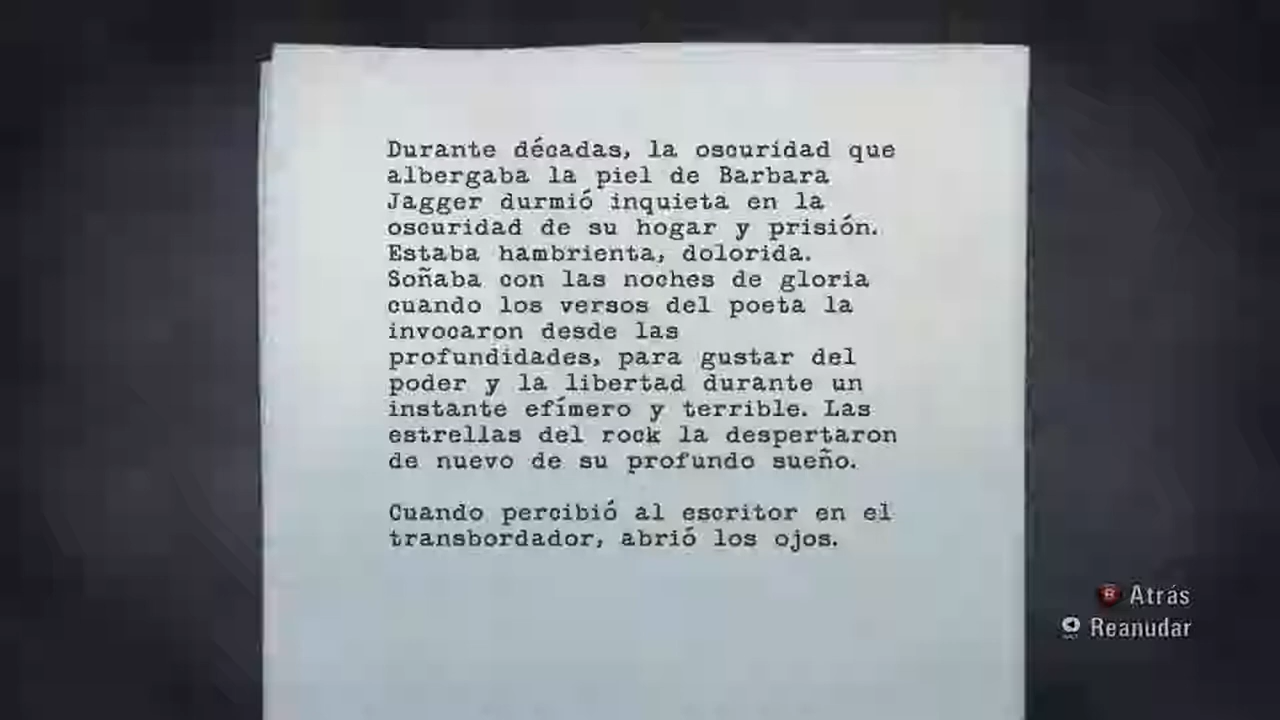 Durante décadas, la oscuridad que
albergaba la piel de Barbara
Jagger durmió inquieta en la
oscuridad de su hogar y prisión.
Estaba hambrienta, dolorida.
Soñaba con las noches de gloria
cuando los versos del poeta la
invocaron desde las
profundidades, para gustar del
poder y la libertad durante un
instante efímero y terrible. Las
estrellas del rock la despertaron
de nuevo de su profundo sueño.
Cuando percibió al escritor en el
transbordador, abrió los ojos.
B Atrás
Reanudar